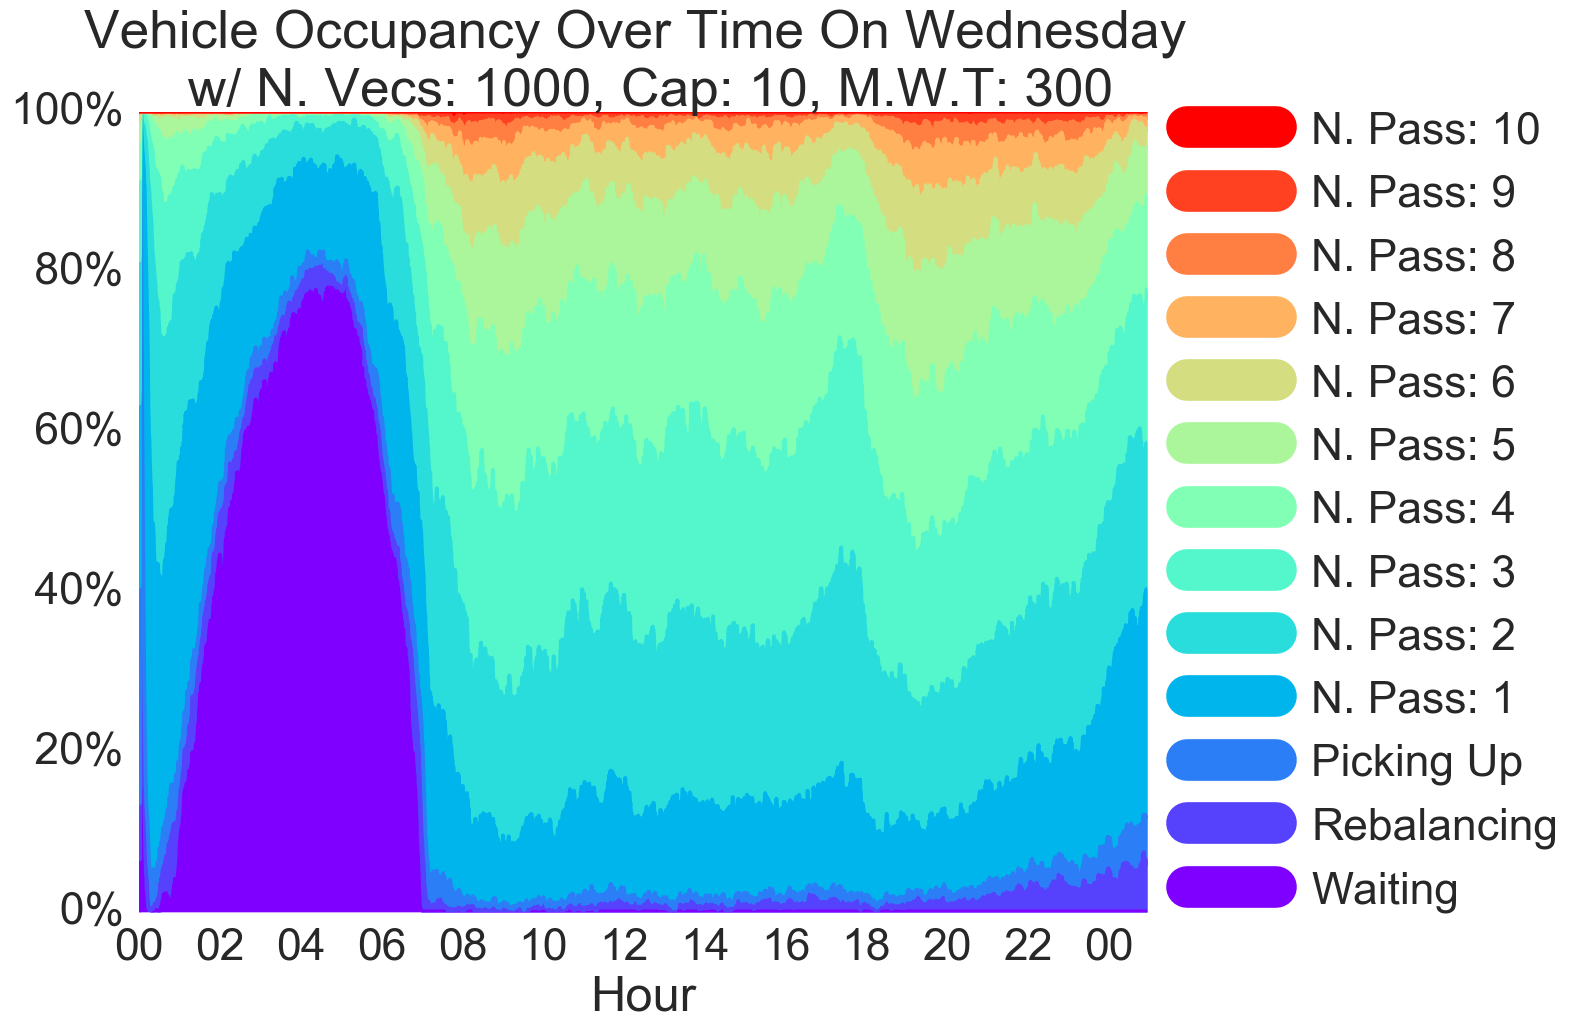 Vehicle Occupancy Over Time On Wednesday
w/ N. Vecs: 1000, Cap: 10, M.W.T: 300
100%
80%
60%
40%
20%
0%
00 02 04 06 08 10 12 14 16 18 20 22 00
Hour
N. Pass: 10
N. Pass: 9
N. Pass: 8
N. Pass: 7
N. Pass: 6
N. Pass: 5
N. Pass: 4
N. Pass: 3
N. Pass: 2
N. Pass: 1
Picking Up
Rebalancing
Waiting